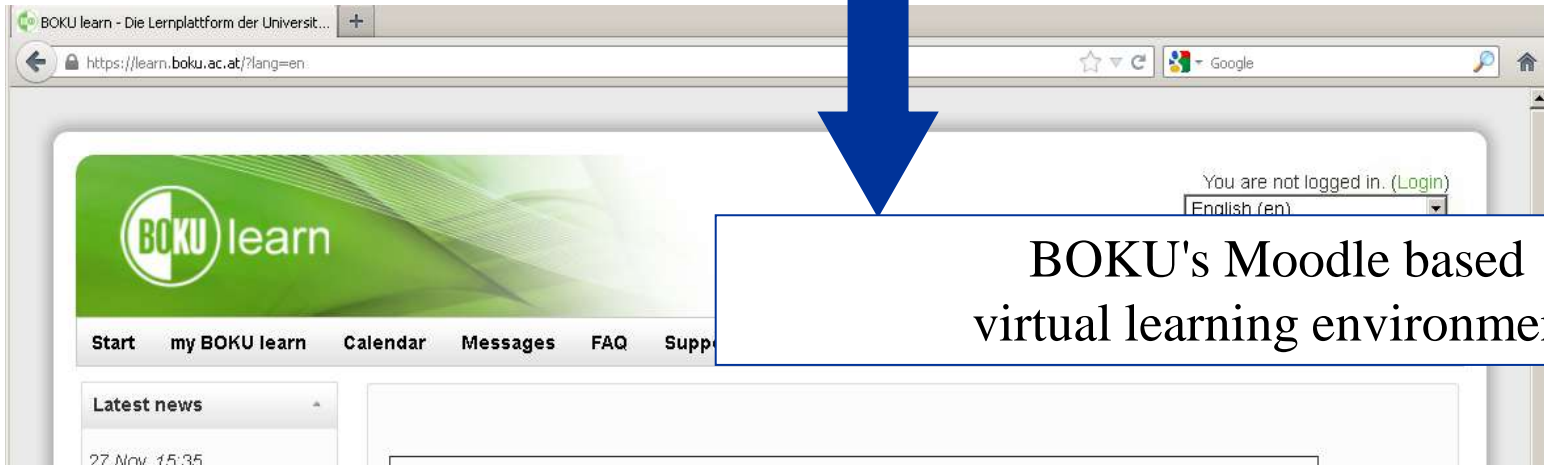 BOKU learn - Die Lernplattform der Universit...
https://learn.boku.ac.at/?lang=en
Google
You are not logged in. (Login)
English (en)
BOKU learn
BOKU's Moodle based
virtual learning environme
Start my BOKU learn Calendar Messages FAQ Supp
Latest news
27 Nov, 15:35